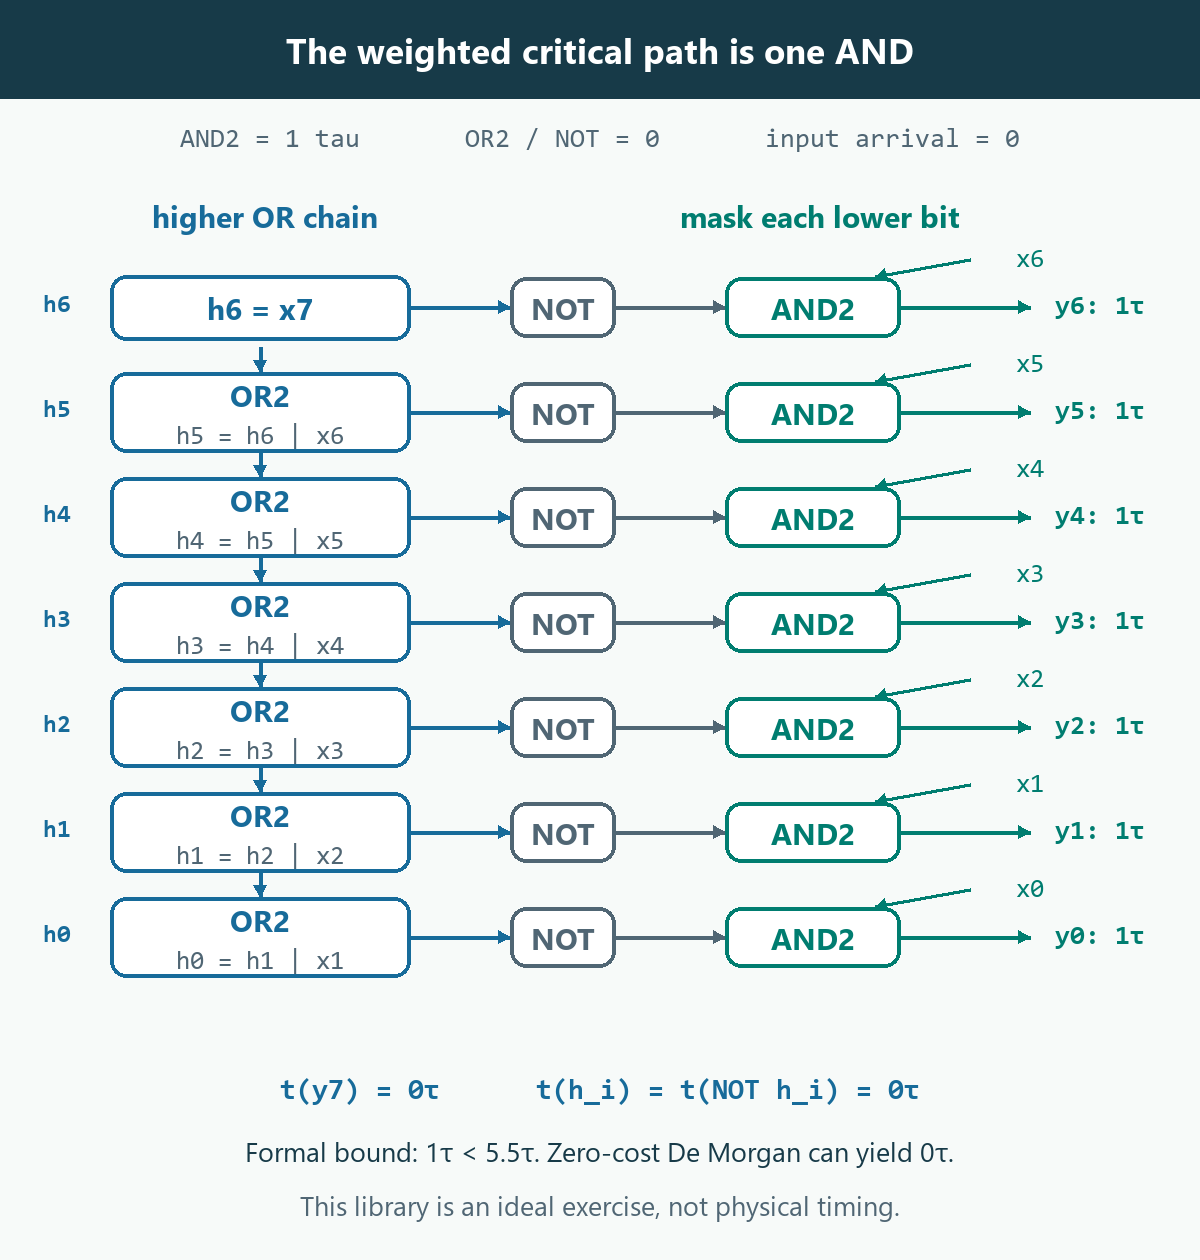 The weighted critical path is one AND
AND2 = 1 tau OR2 / NOT = 0 input arrival = 0
higher OR chain mask each lower bit
x6
h6 h6 = x7 NOT AND2 y6: 1τ
x5
h5 OR2 NOT AND2 y5: 1τ
h5 = h6 | x6
x4
h4 OR2 NOT AND2 y4: 1τ
h4 = h5 | x5
x3
h3 OR2 NOT AND2 y3: 1τ
h3 = h4 | x4
x2
h2 OR2 NOT AND2 y2: 1τ
h2 = h3 | x3
x1
h1 OR2 NOT AND2 y1: 1τ
h1 = h2 | x2
x0
h0 OR2 NOT AND2 y0: 1τ
h0 = h1 | x1
t(y7) = 0τ t(h_i) = t(NOT h_i) = 0τ
Formal bound: 1τ < 5.5τ. Zero-cost De Morgan can yield 0τ.
This library is an ideal exercise, not physical timing.